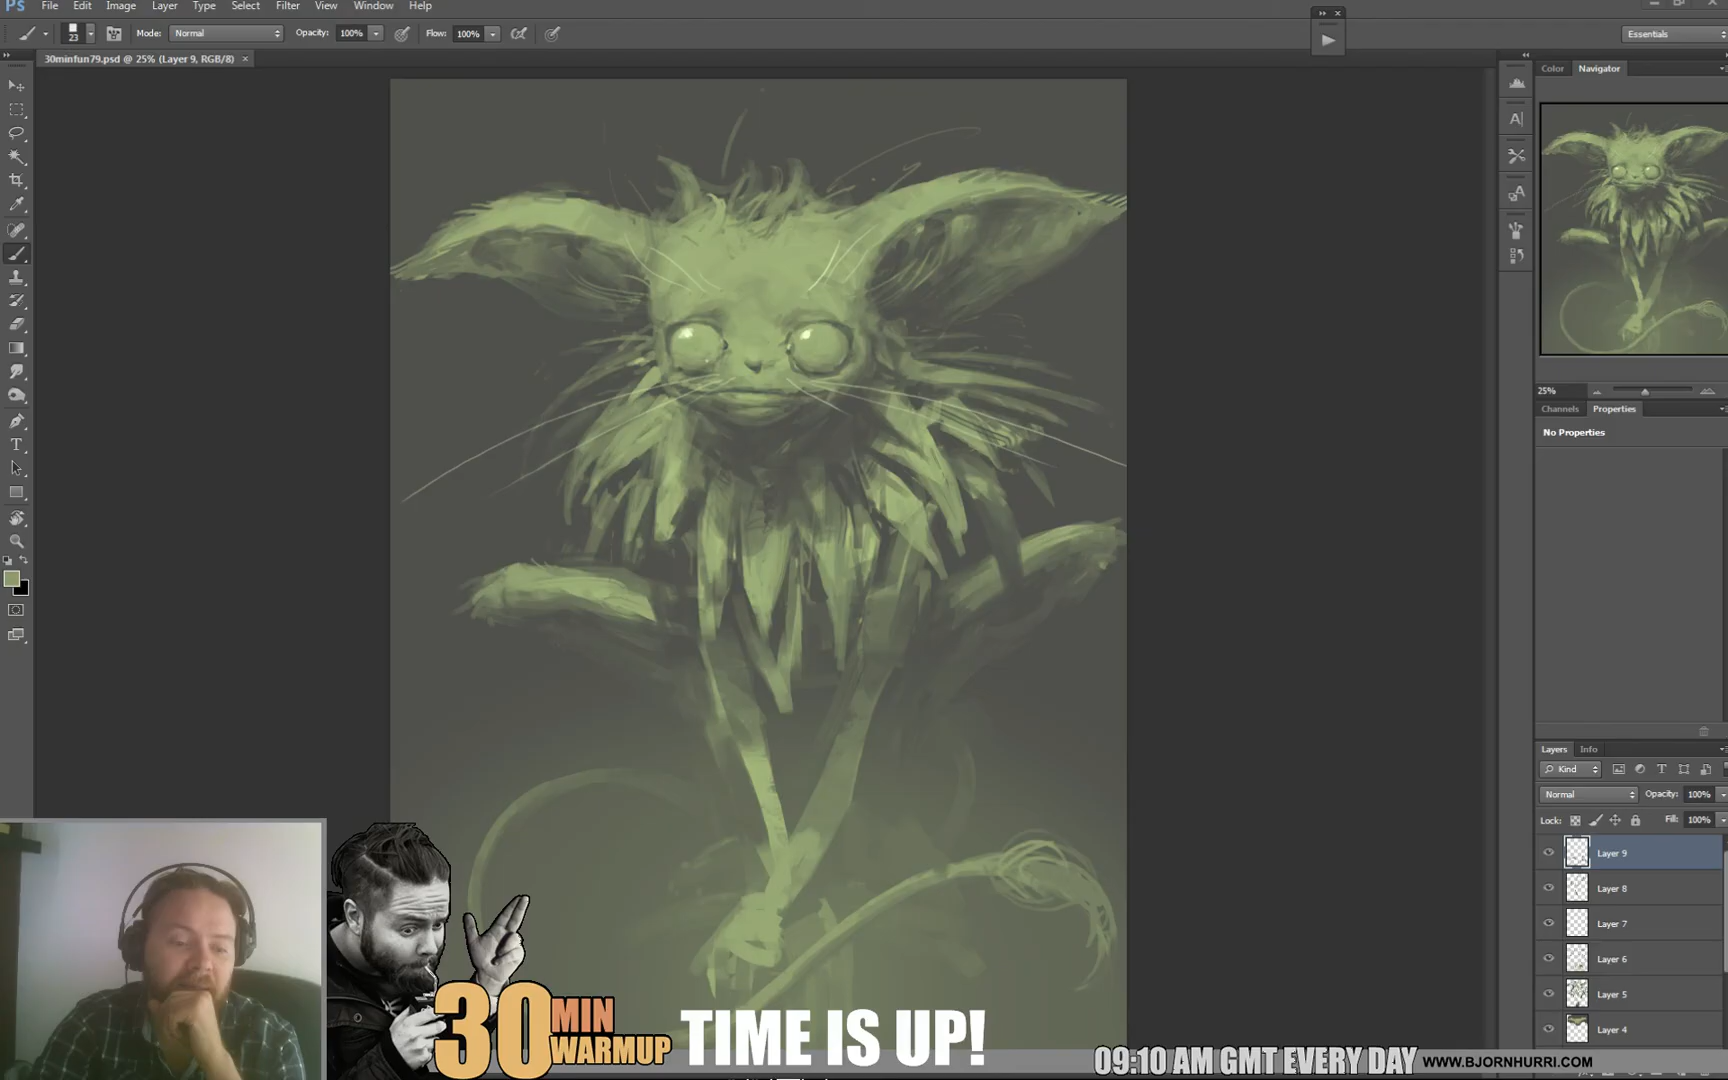 Ps File Edit Image Layer Type Select Filter View Window Help
23 Mode: Normal Opacity: 100% Flow: 100% Essentials
30minfun79.psd @ 25% (Layer 9, RGB/8) ×
Color Navigator
25%
Channels Properties
No Properties
Layers Info
Kind
Normal Opacity: 100%
Lock: Fill: 100%
Layer 9
Layer 8
Layer 7
Layer 6
Layer 5
Layer 4
30 MIN
WARMUP
TIME IS UP!
09:10 AM GMT EVERY DAY
WWW.BJORNHURRI.COM